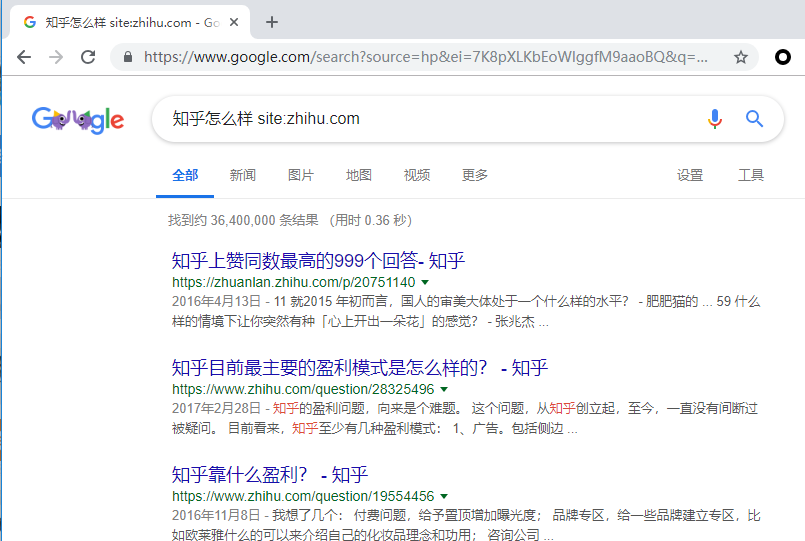 知乎怎么样 site:zhihu.com - Go
https://www.google.com/search?source=hp&ei=7K8pXLKbEoWIggfM9aaoBQ&q=...
Google
知乎怎么样 site:zhihu.com
全部 新闻 图片 地图 视频 更多 设置 工具
找到约 36,400,000 条结果 （用时 0.36 秒）
知乎上赞同数最高的999个回答- 知乎
https://zhuanlan.zhihu.com/p/20751140
2016年4月13日 - 11 就2015 年初而言，国人的审美大体处于一个什么样的水平？ - 肥肥猫的 ... 59 什么
样的情境下让你突然有种「心上开出一朵花」的感觉？ - 张兆杰 ...
知乎目前最主要的盈利模式是怎么样的？ - 知乎
https://www.zhihu.com/question/28325496
2017年2月28日 - 知乎的盈利问题，向来是个难题。 这个问题，从知乎创立起，至今，一直没有间断过
被疑问。 目前看来，知乎至少有几种盈利模式： 1、广告。包括侧边 ...
知乎靠什么盈利？ - 知乎
https://www.zhihu.com/question/19554456
2016年11月8日 - 我想了几个： 付费问题，给予置顶增加曝光度； 品牌专区，给一些品牌建立专区，比
如欧莱雅什么的可以来介绍自己的化妆品理念和功用； 咨询公司 ...